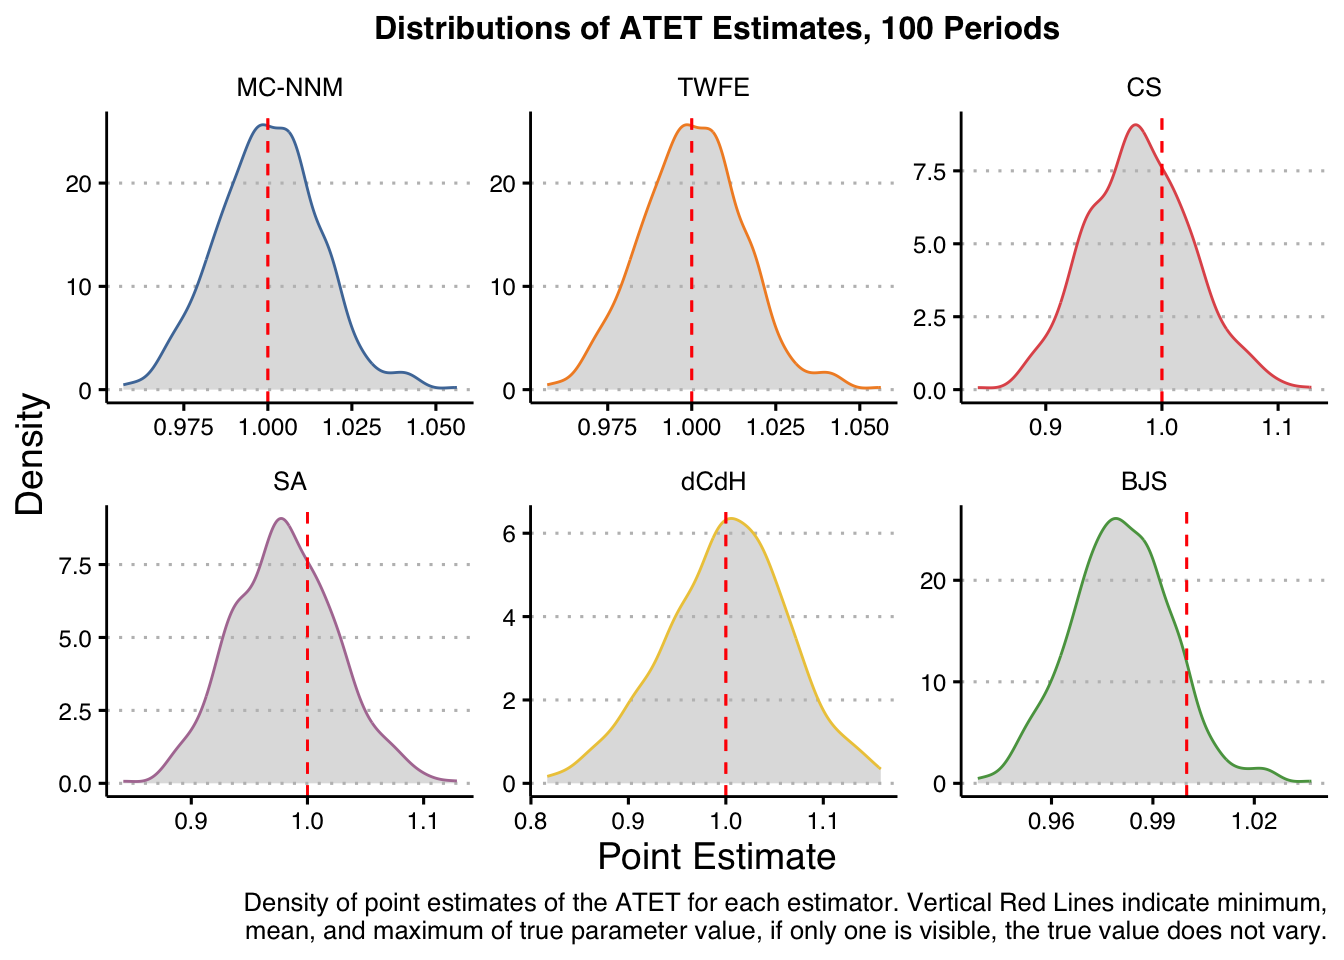 Distributions of ATET Estimates, 100 Periods
MC-NNM
TWFE
CS
20
10
0
0.975 1.000 1.025 1.050
20
10
0
0.975 1.000 1.025 1.050
7.5
5.0
2.5
0.0
0.9 1.0 1.1
Density
SA
dCdH
BJS
7.5
5.0
2.5
0.0
0.9 1.0 1.1
6
4
2
0
0.8 0.9 1.0 1.1
20
10
0
0.96 0.99 1.02
Point Estimate
Density of point estimates of the ATET for each estimator. Vertical Red Lines indicate minimum,
mean, and maximum of true parameter value, if only one is visible, the true value does not vary.